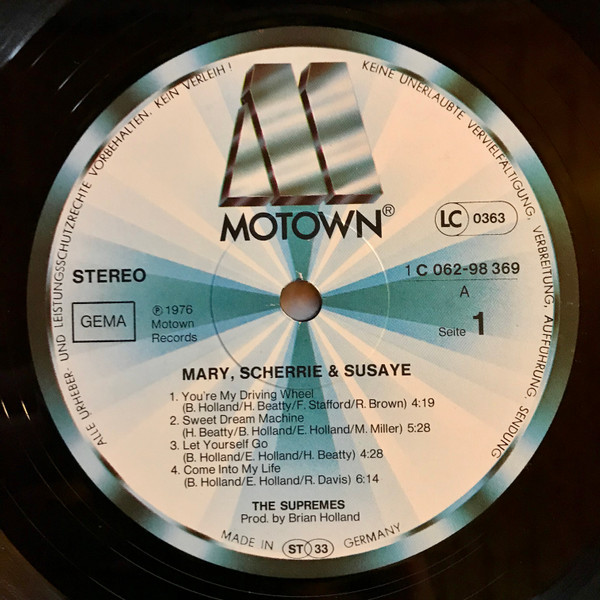 ALLE URHEBER- UND LEISTUNGSSCHUTZRECHTE VORBEHALTEN. KEIN VERLEIH! KEINE UNERLAUBTE VERVIELFÄLTIGUNG, VERBREITUNG, AUFFÜHRUNG, SENDUNG
M
MOTOWN®
LC 0363
STEREO
1 C 062-98 369
A
GEMA
℗ 1976
Motown
Records
Seite 1
MARY, SCHERRIE & SUSAYE
1. You're My Driving Wheel
(B. Holland/H. Beatty/F. Stafford/R. Brown) 4:19
2. Sweet Dream Machine
(H. Beatty/B. Holland/E. Holland/M. Miller) 5:28
3. Let Yourself Go
(B. Holland/E. Holland/H. Beatty) 4:28
4. Come Into My Life
(B. Holland/E. Holland/R. Davis) 6:14
THE SUPREMES
Prod. by Brian Holland
MADE IN GERMANY
ST 33